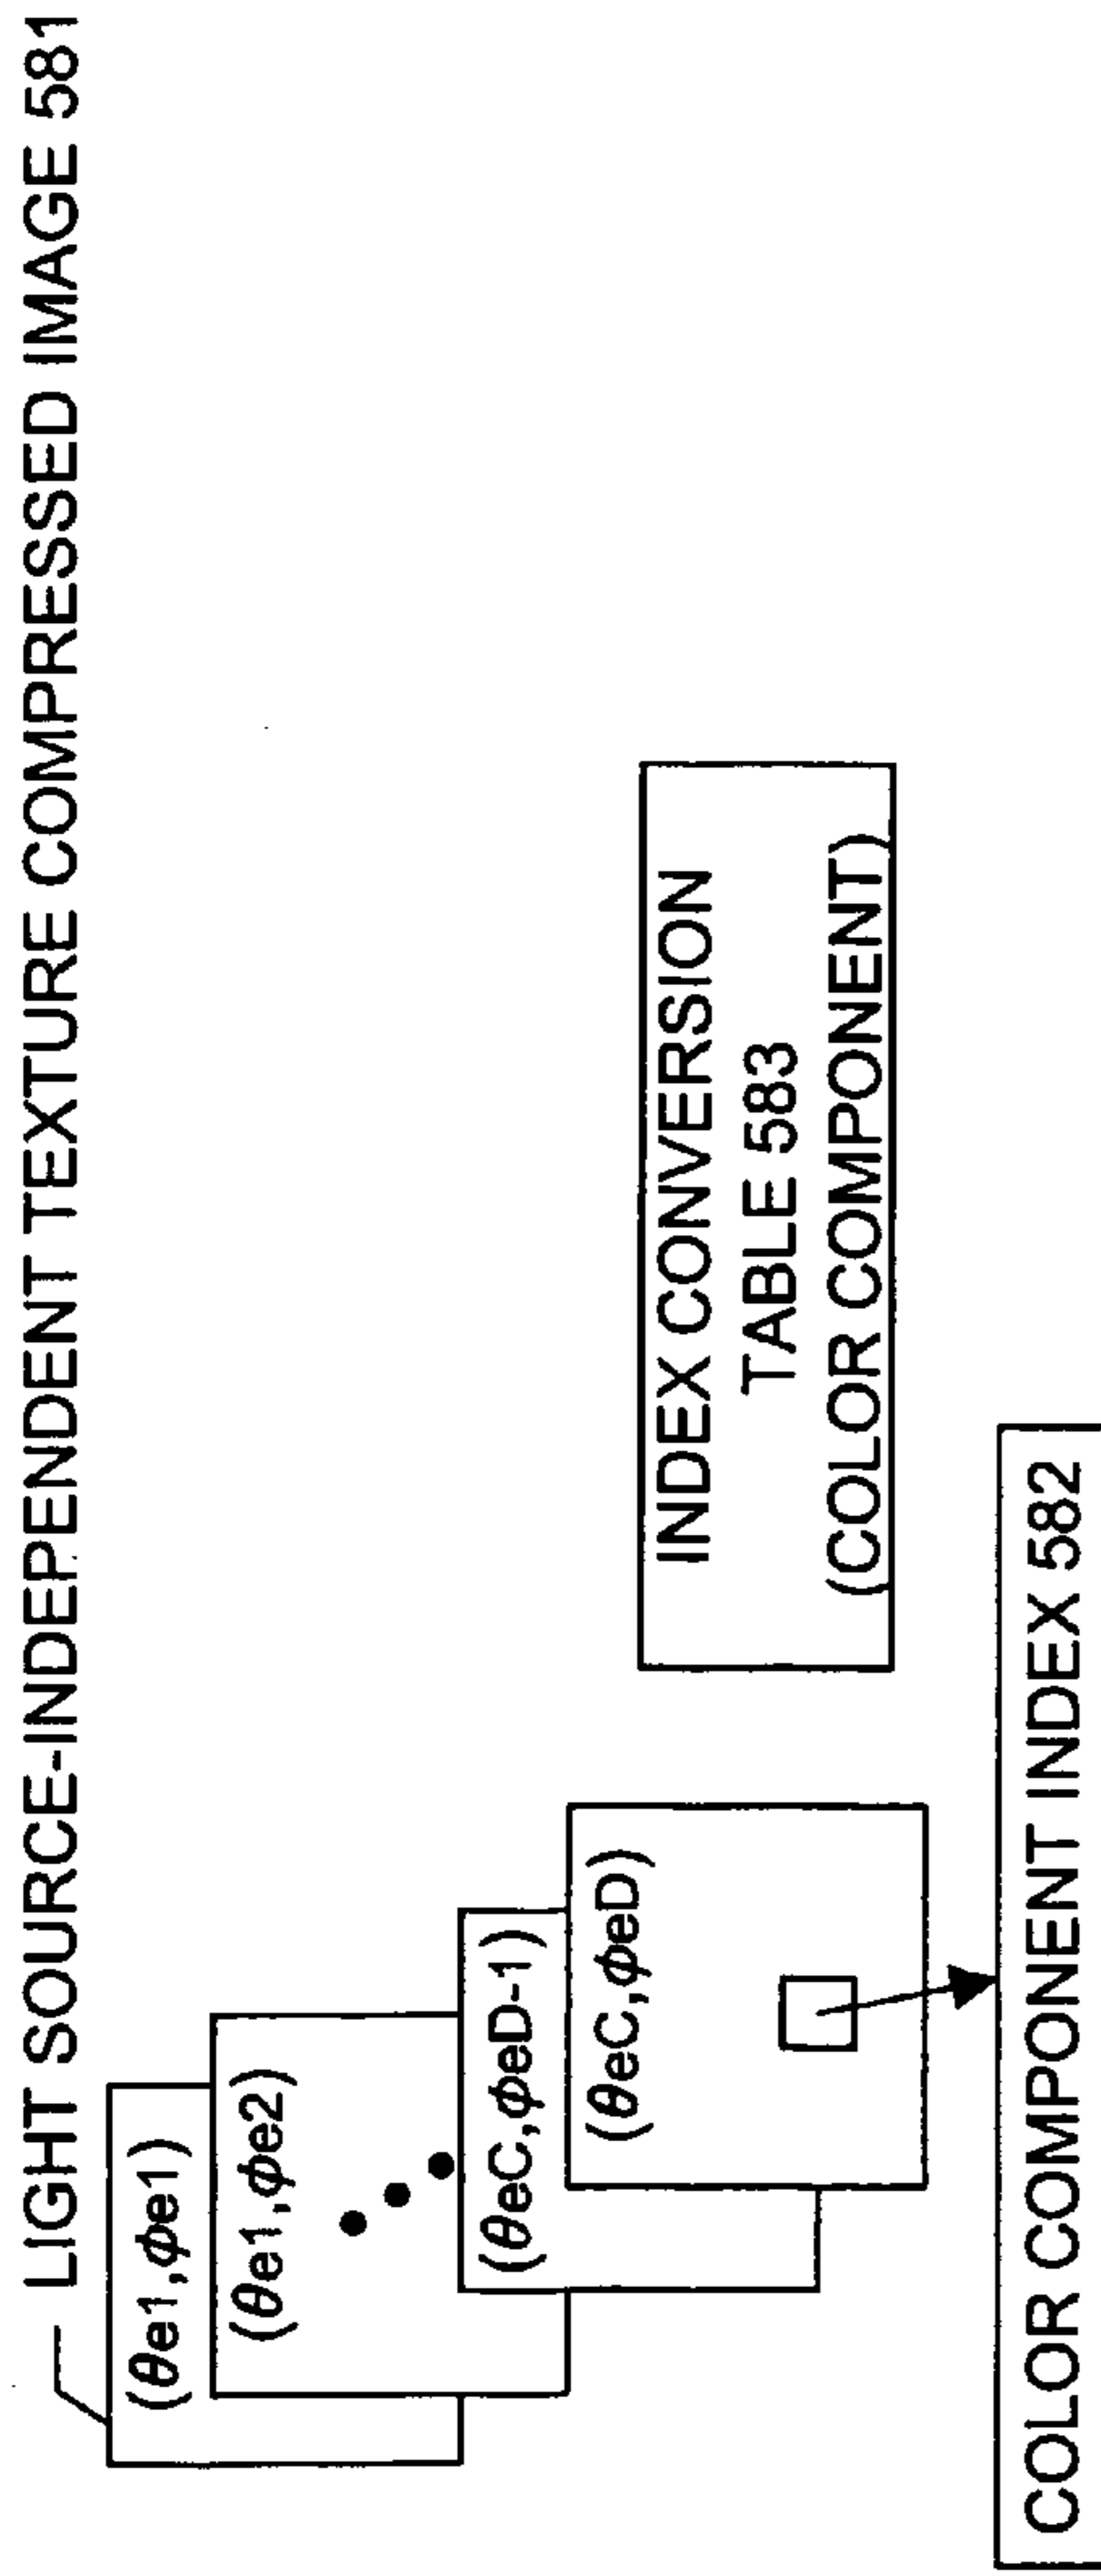 LIGHT SOURCE-INDEPENDENT TEXTURE COMPRESSED IMAGE 581
(θe1,ϕe1)
(θe1,ϕe2)
(θeC,ϕeD-1)
(θeC,ϕeD)
INDEX CONVERSION
TABLE 583
(COLOR COMPONENT)
COLOR COMPONENT INDEX 582